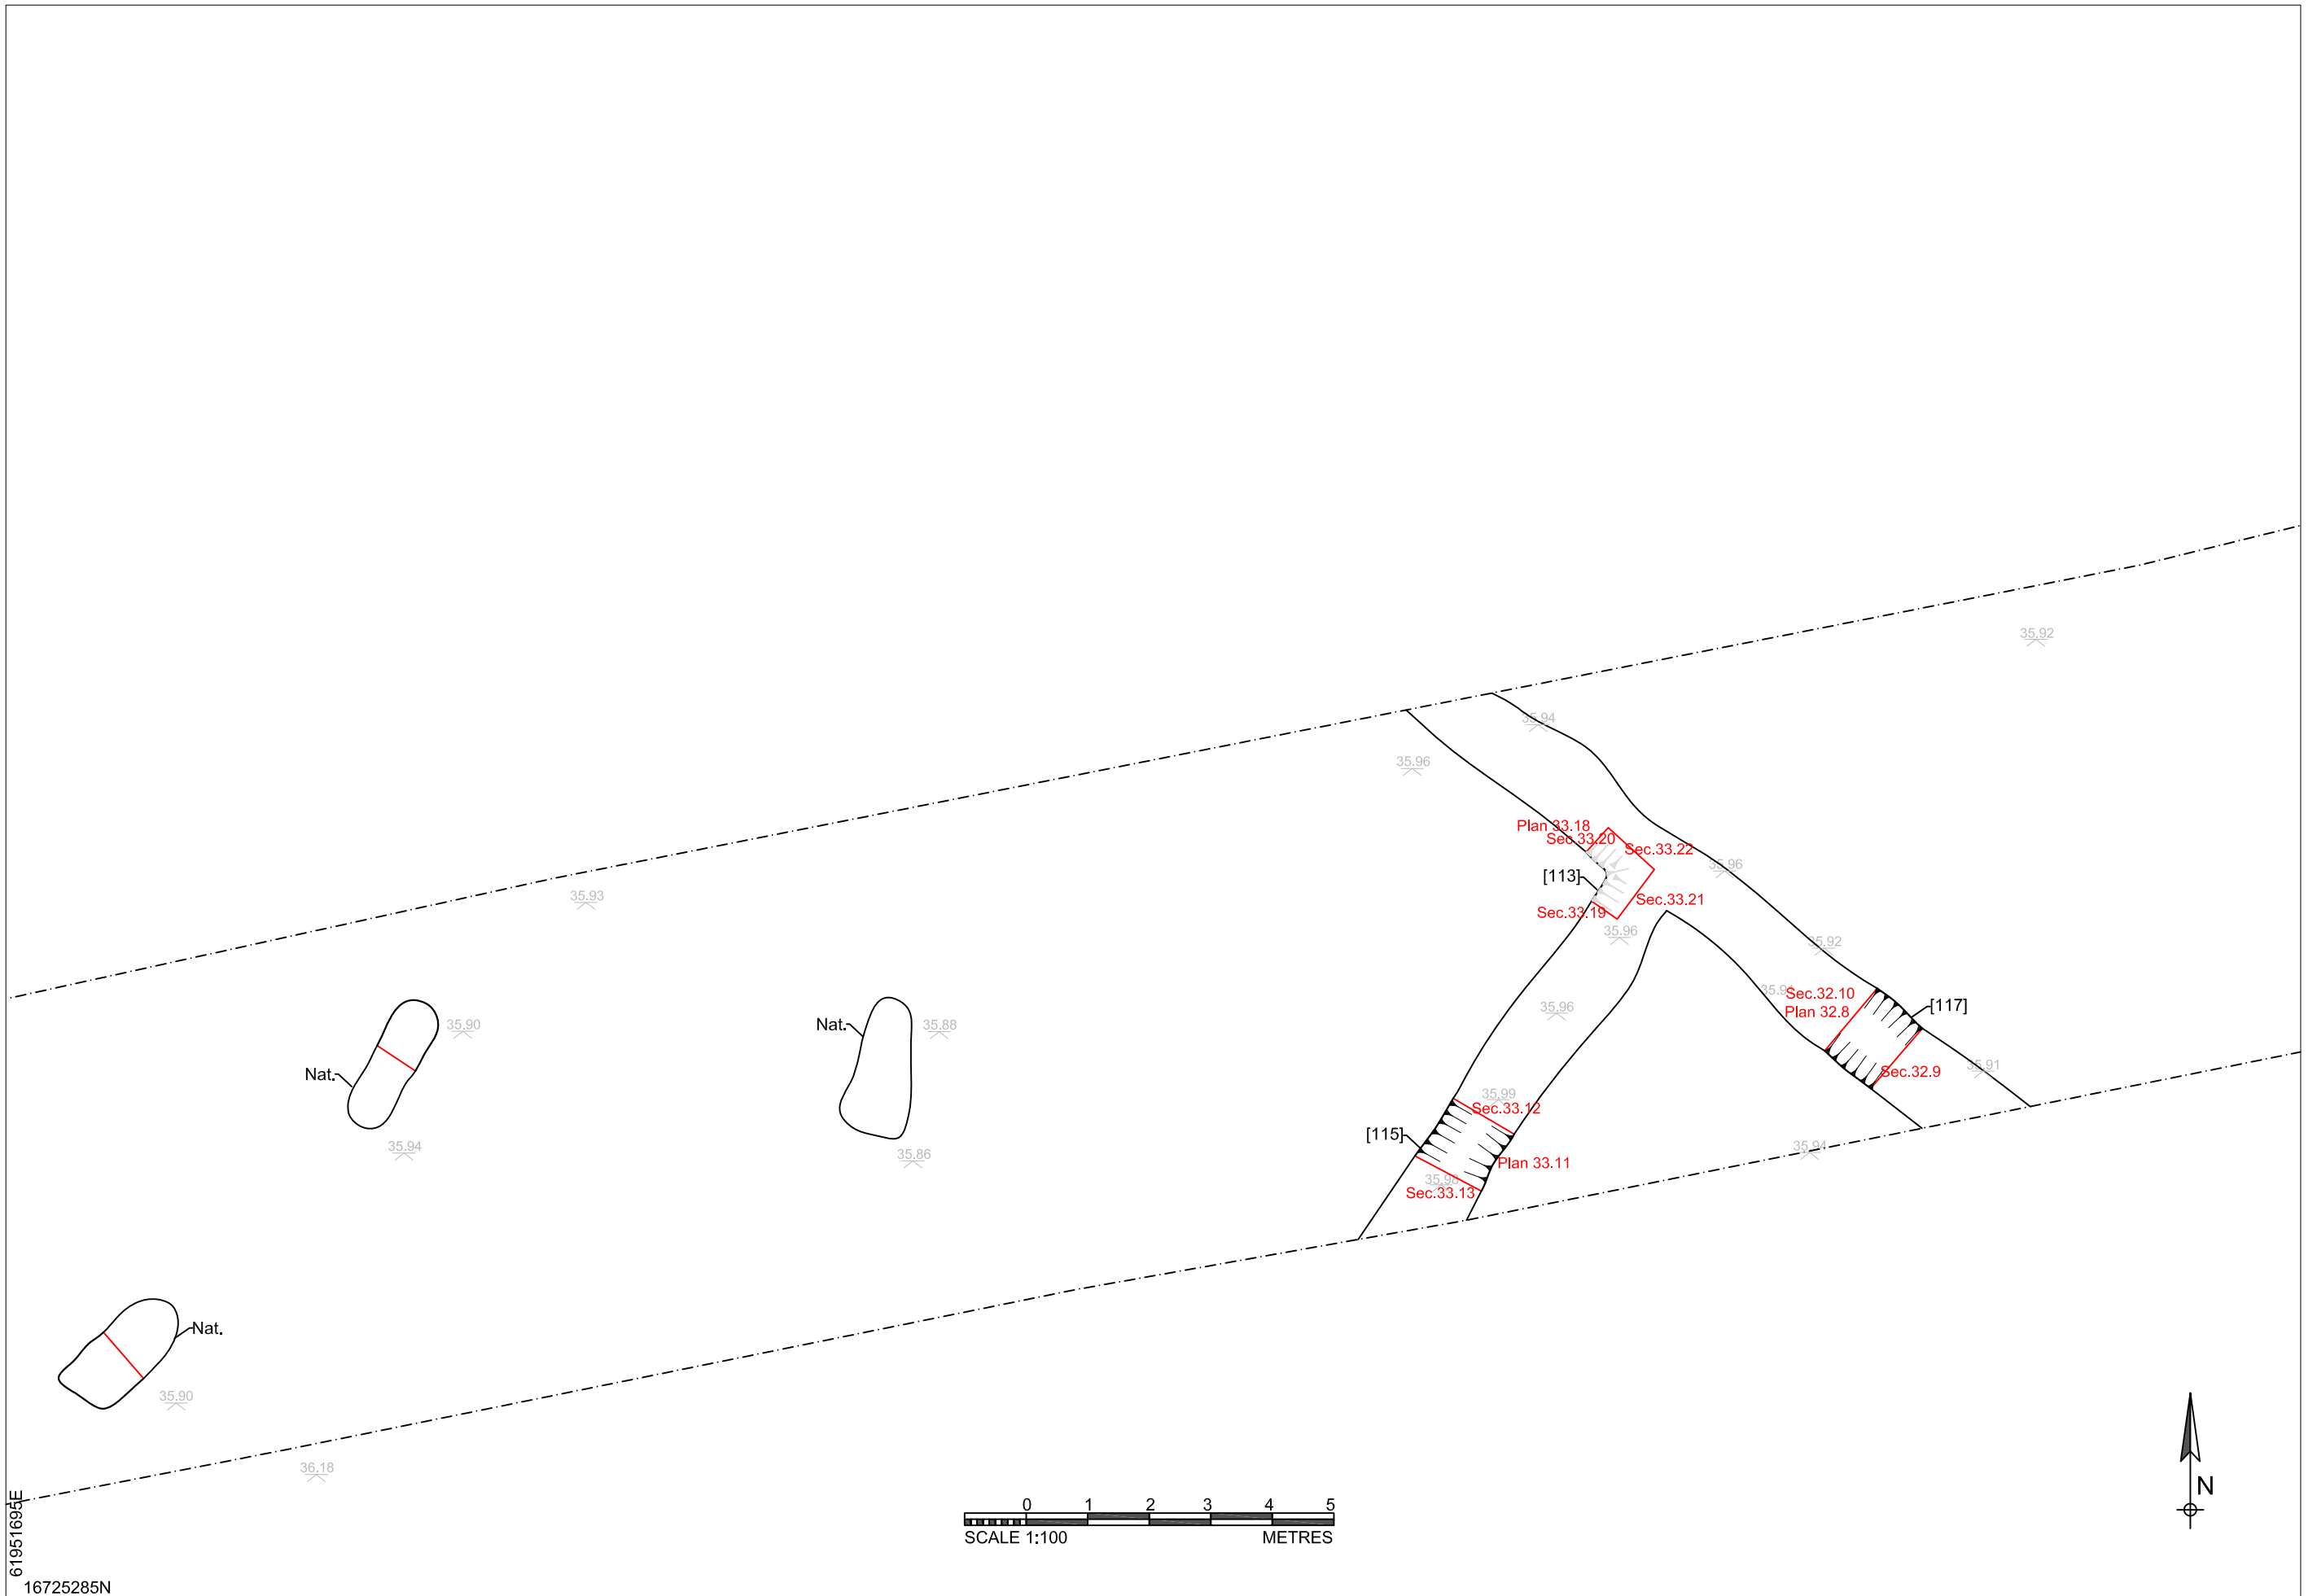 35.92
35.94
35.96
Plan 33.18
Sec.33.20
Sec.33.22
35.96
[113]
35.93
Sec.33.21
Sec.33.19
35.96
35.92
Sec.32.10
Plan 32.8
[117]
35.96
Nat.
35.90
Nat.
35.88
35.91
Sec.32.9
Nat.
35.99
Sec.33.12
[115]
35.94
35.94
35.86
Plan 33.11
Sec.33.13
Nat.
35.90
36.18
0 1 2 3 4 5
SCALE 1:100 METRES
N
61951695E
16725285N